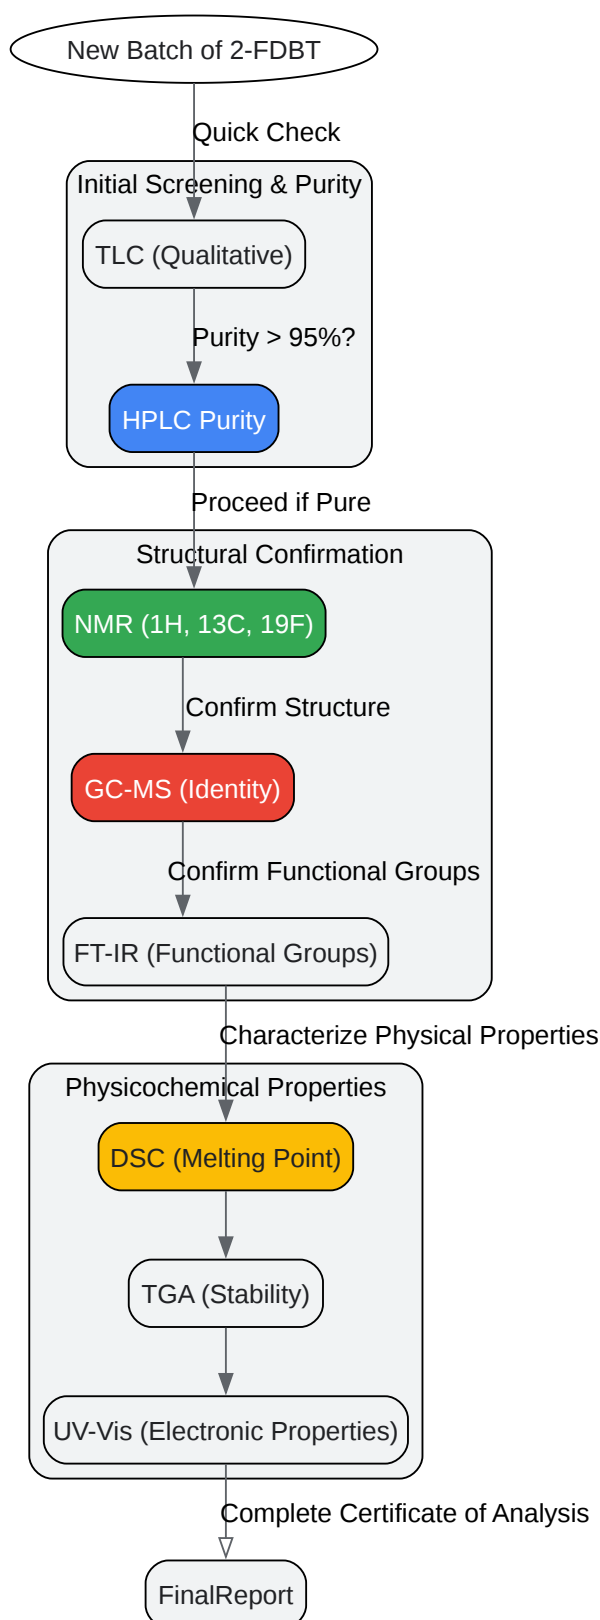 New Batch of 2-FDBT
Quick Check
Initial Screening & Purity
TLC (Qualitative)
Purity > 95%?
HPLC Purity
Proceed if Pure
Structural Confirmation
NMR (1H, 13C, 19F)
Confirm Structure
GC-MS (Identity)
Confirm Functional Groups
FT-IR (Functional Groups)
Characterize Physical Properties
Physicochemical Properties
DSC (Melting Point)
TGA (Stability)
UV-Vis (Electronic Properties)
Complete Certificate of Analysis
FinalReport